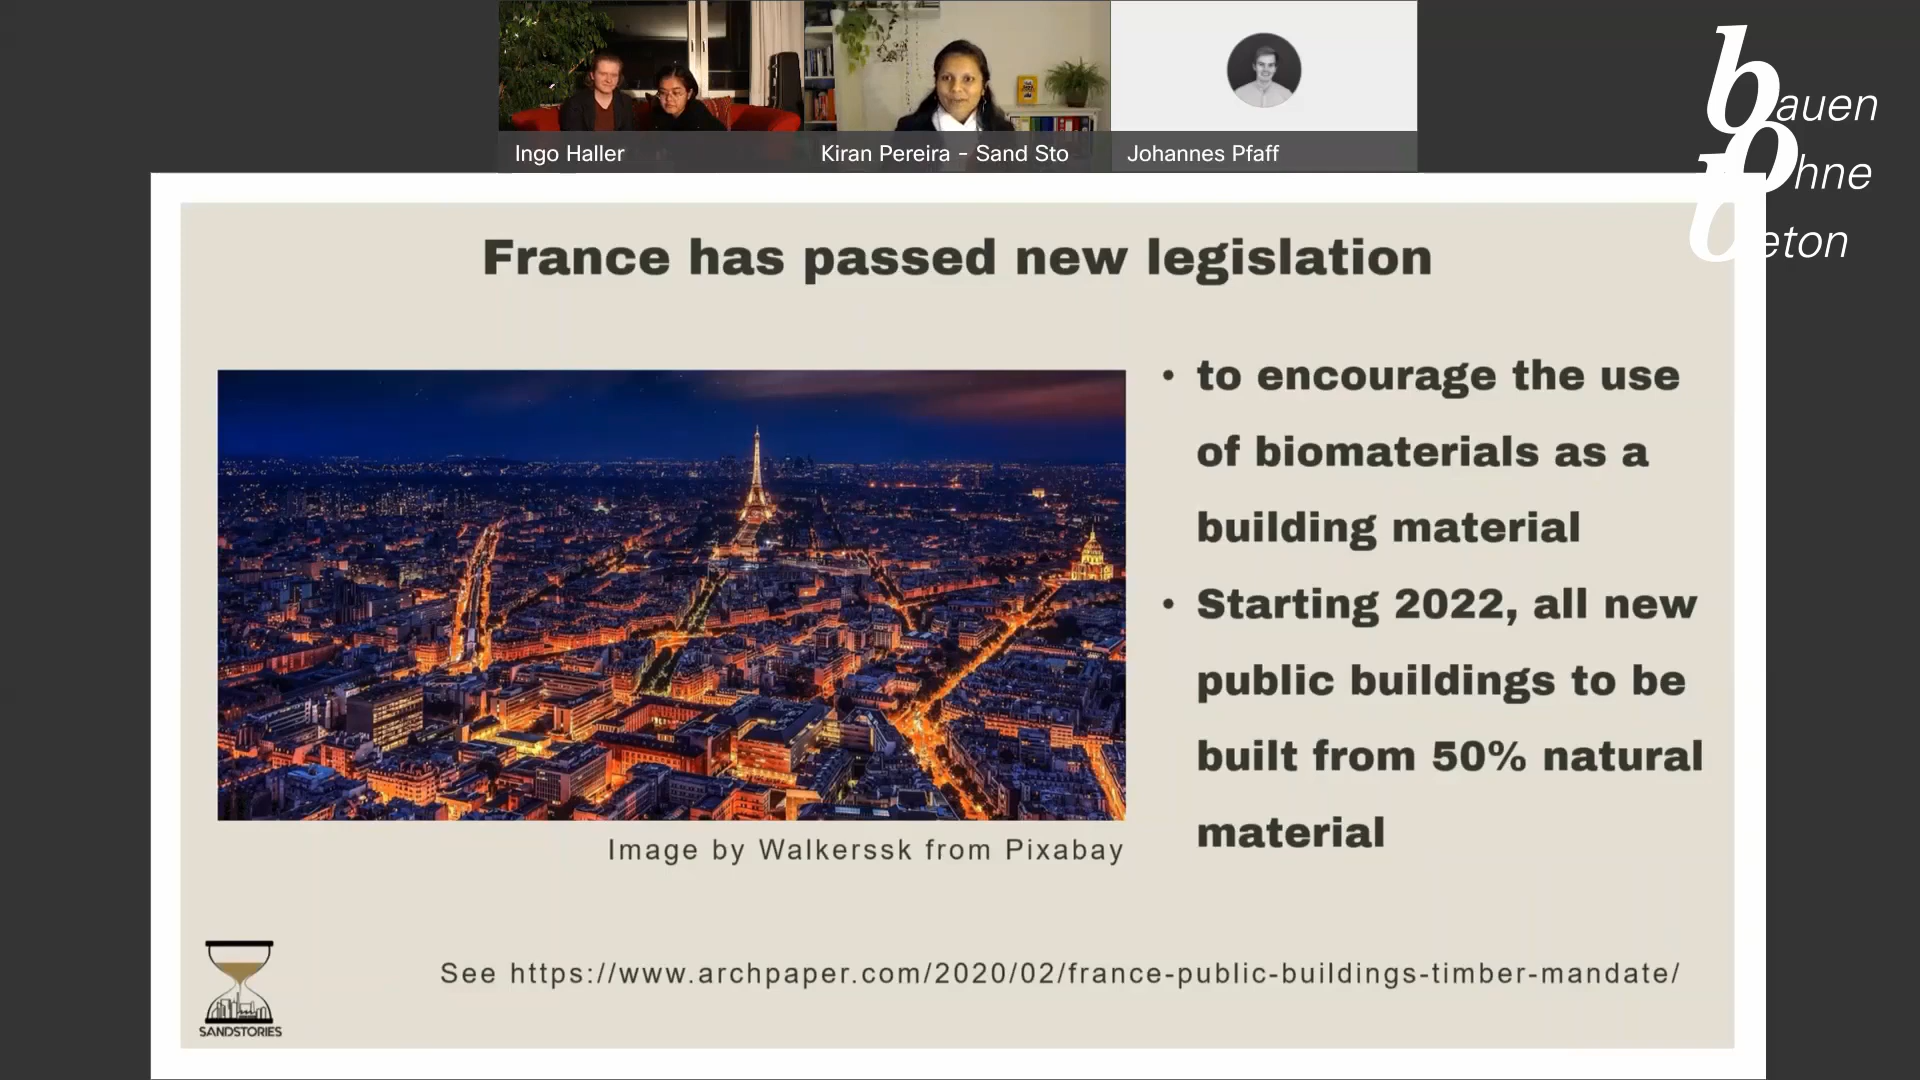 Ingo Haller
Kiran Pereira - Sand Sto
Johannes Pfaff
bauen
ohne
beton
France has passed new legislation
• to encourage the use
of biomaterials as a
building material
• Starting 2022, all new
public buildings to be
built from 50% natural
material
Image by Walkerssk from Pixabay
SANDSTORIES
See https://www.archpaper.com/2020/02/france-public-buildings-timber-mandate/